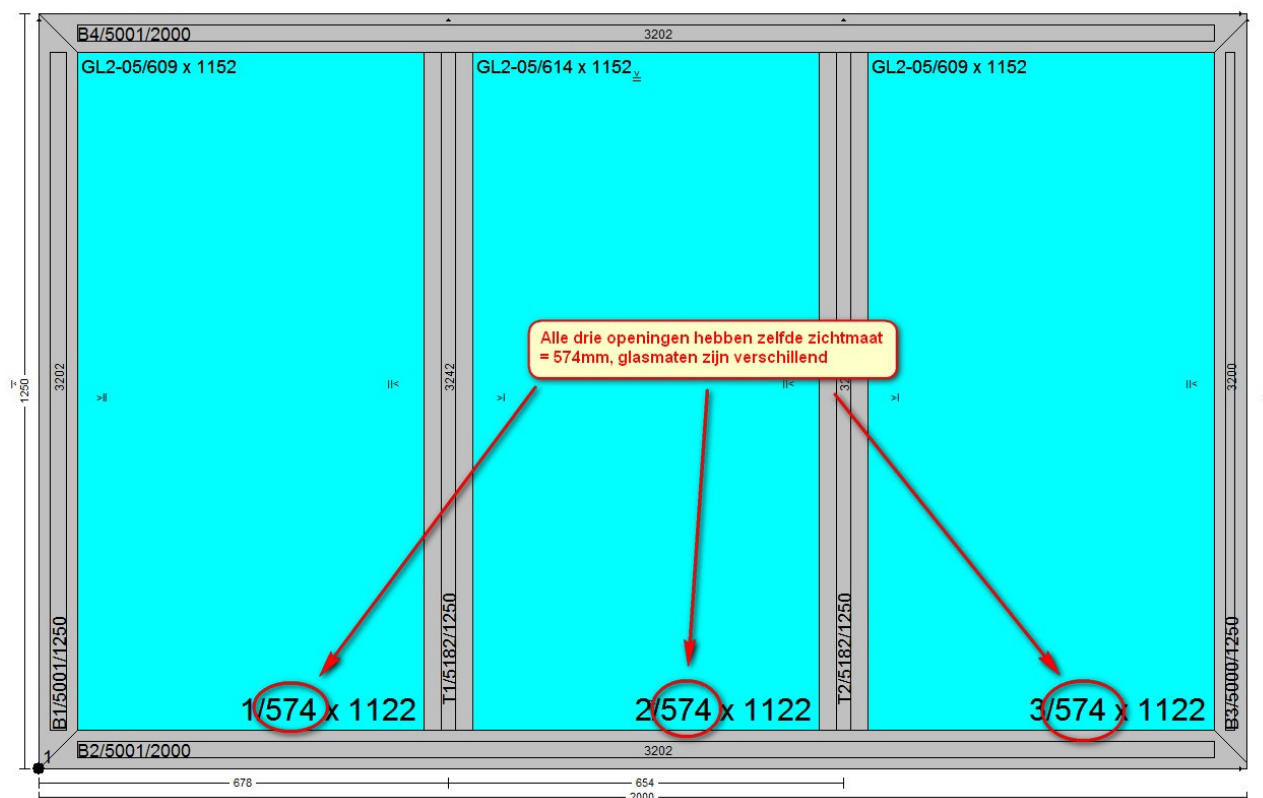 B4/5001/2000
3202
GL2-05/609 x 1152
GL2-05/614 x 1152
GL2-05/609 x 1152
Alle drie openingen hebben zelfde zichtmaat
= 574mm, glasmaten zijn verschillend
1250
3202
3242
3200
B1/5001/1250
T1/5182/1250
T2/5182/1250
B3/5000/1250
1/574 x 1122
2/574 x 1122
3/574 x 1122
1
B2/5001/2000
3202
678
654
2000